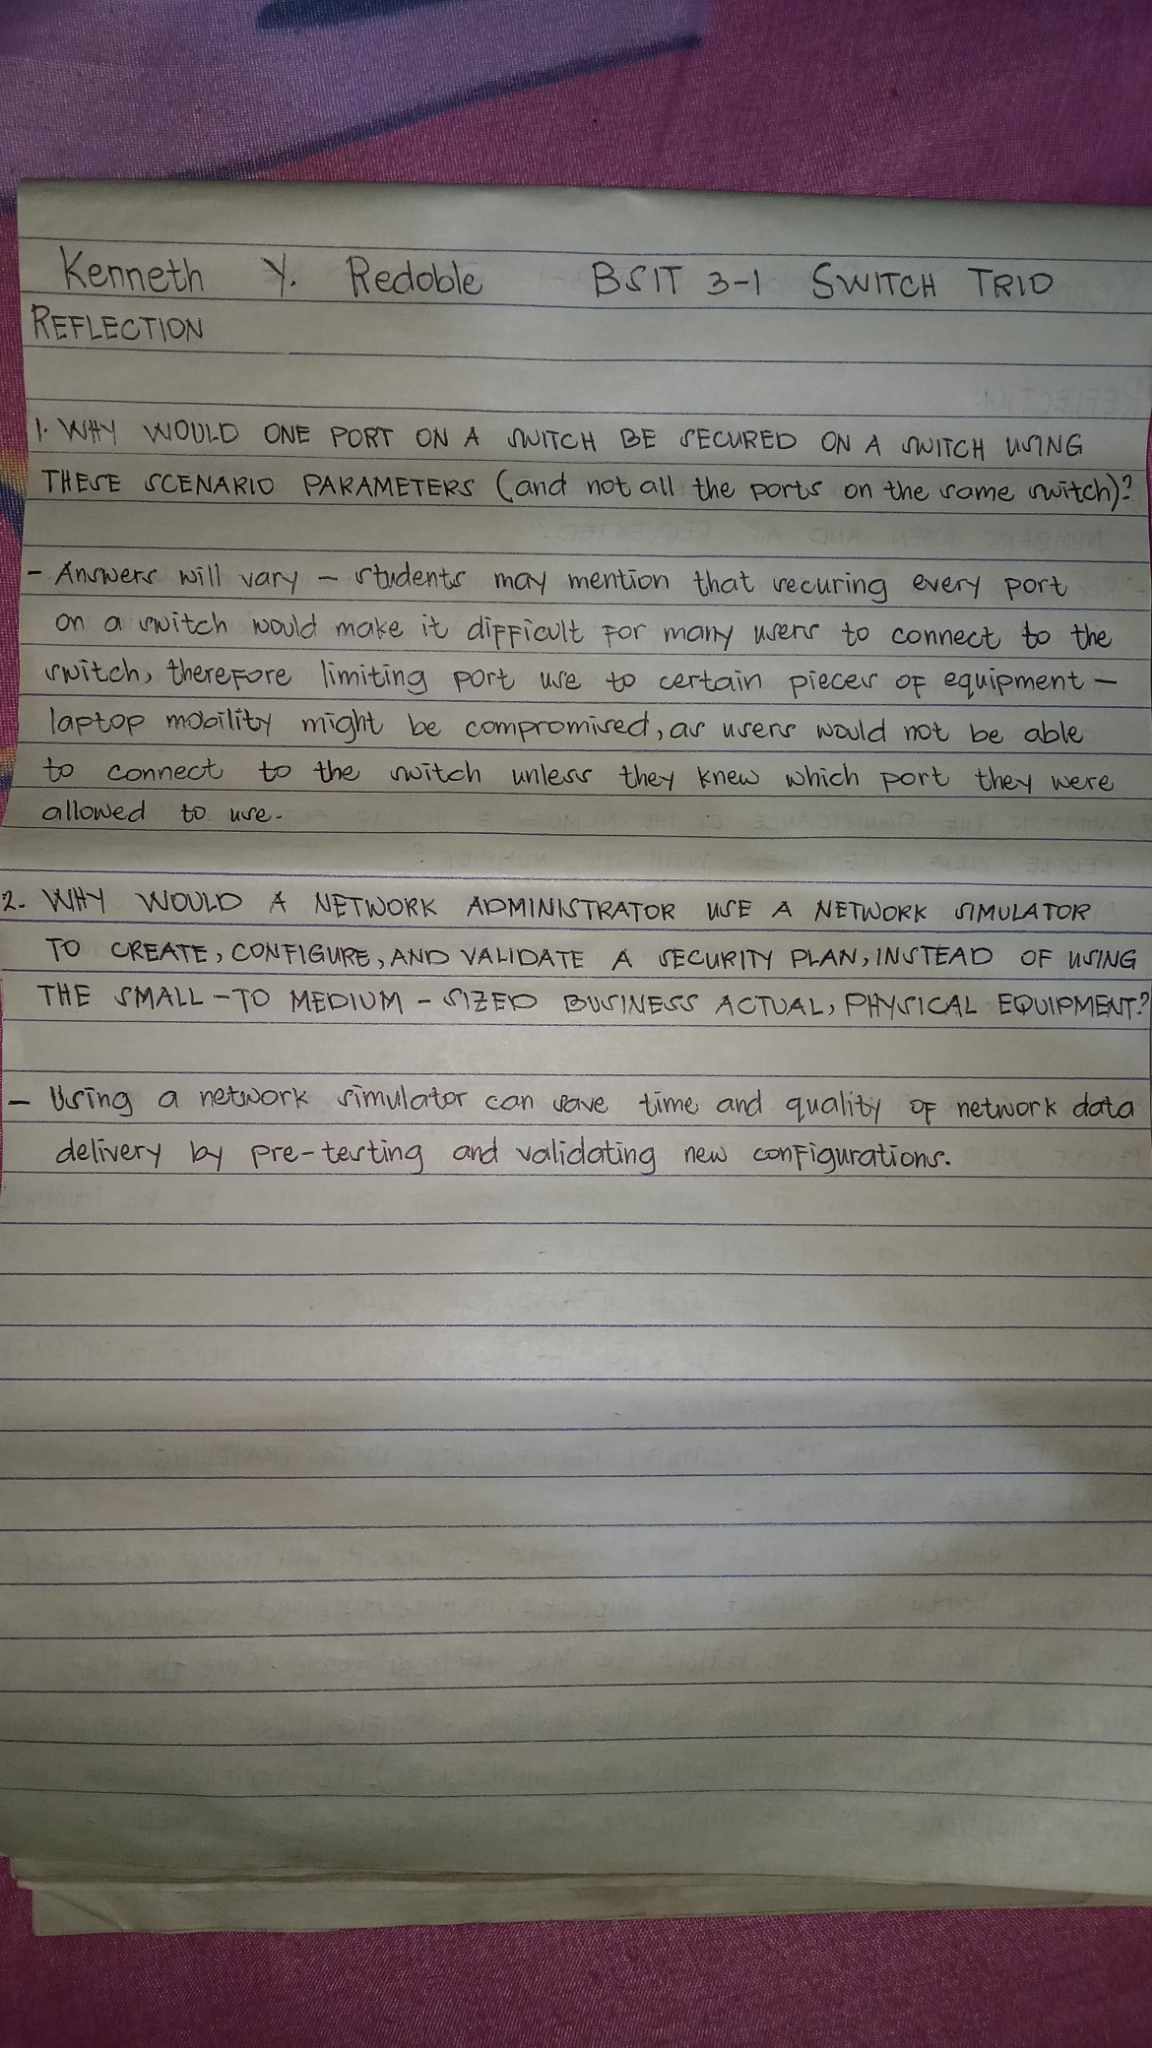 Kenneth Y. Redoble BSIT 3-1 SWITCH TRIO
REFLECTION
1. WHY WOULD ONE PORT ON A SWITCH BE SECURED ON A SWITCH USING
THESE SCENARIO PARAMETERS (and not all the ports on the same switch)?
- Answers will vary - students may mention that securing every port
on a switch would make it difficult for many users to connect to the
switch, therefore limiting port use to certain pieces of equipment -
laptop mobility might be compromised, as users would not be able
to connect to the switch unless they knew which port they were
allowed to use.
2. WHY WOULD A NETWORK ADMINISTRATOR USE A NETWORK SIMULATOR
TO CREATE, CONFIGURE, AND VALIDATE A SECURITY PLAN, INSTEAD OF USING
THE SMALL-TO MEDIUM-SIZED BUSINESS ACTUAL, PHYSICAL EQUIPMENT?
- Using a network simulator can save time and quality of network data
delivery by pre-testing and validating new configurations.